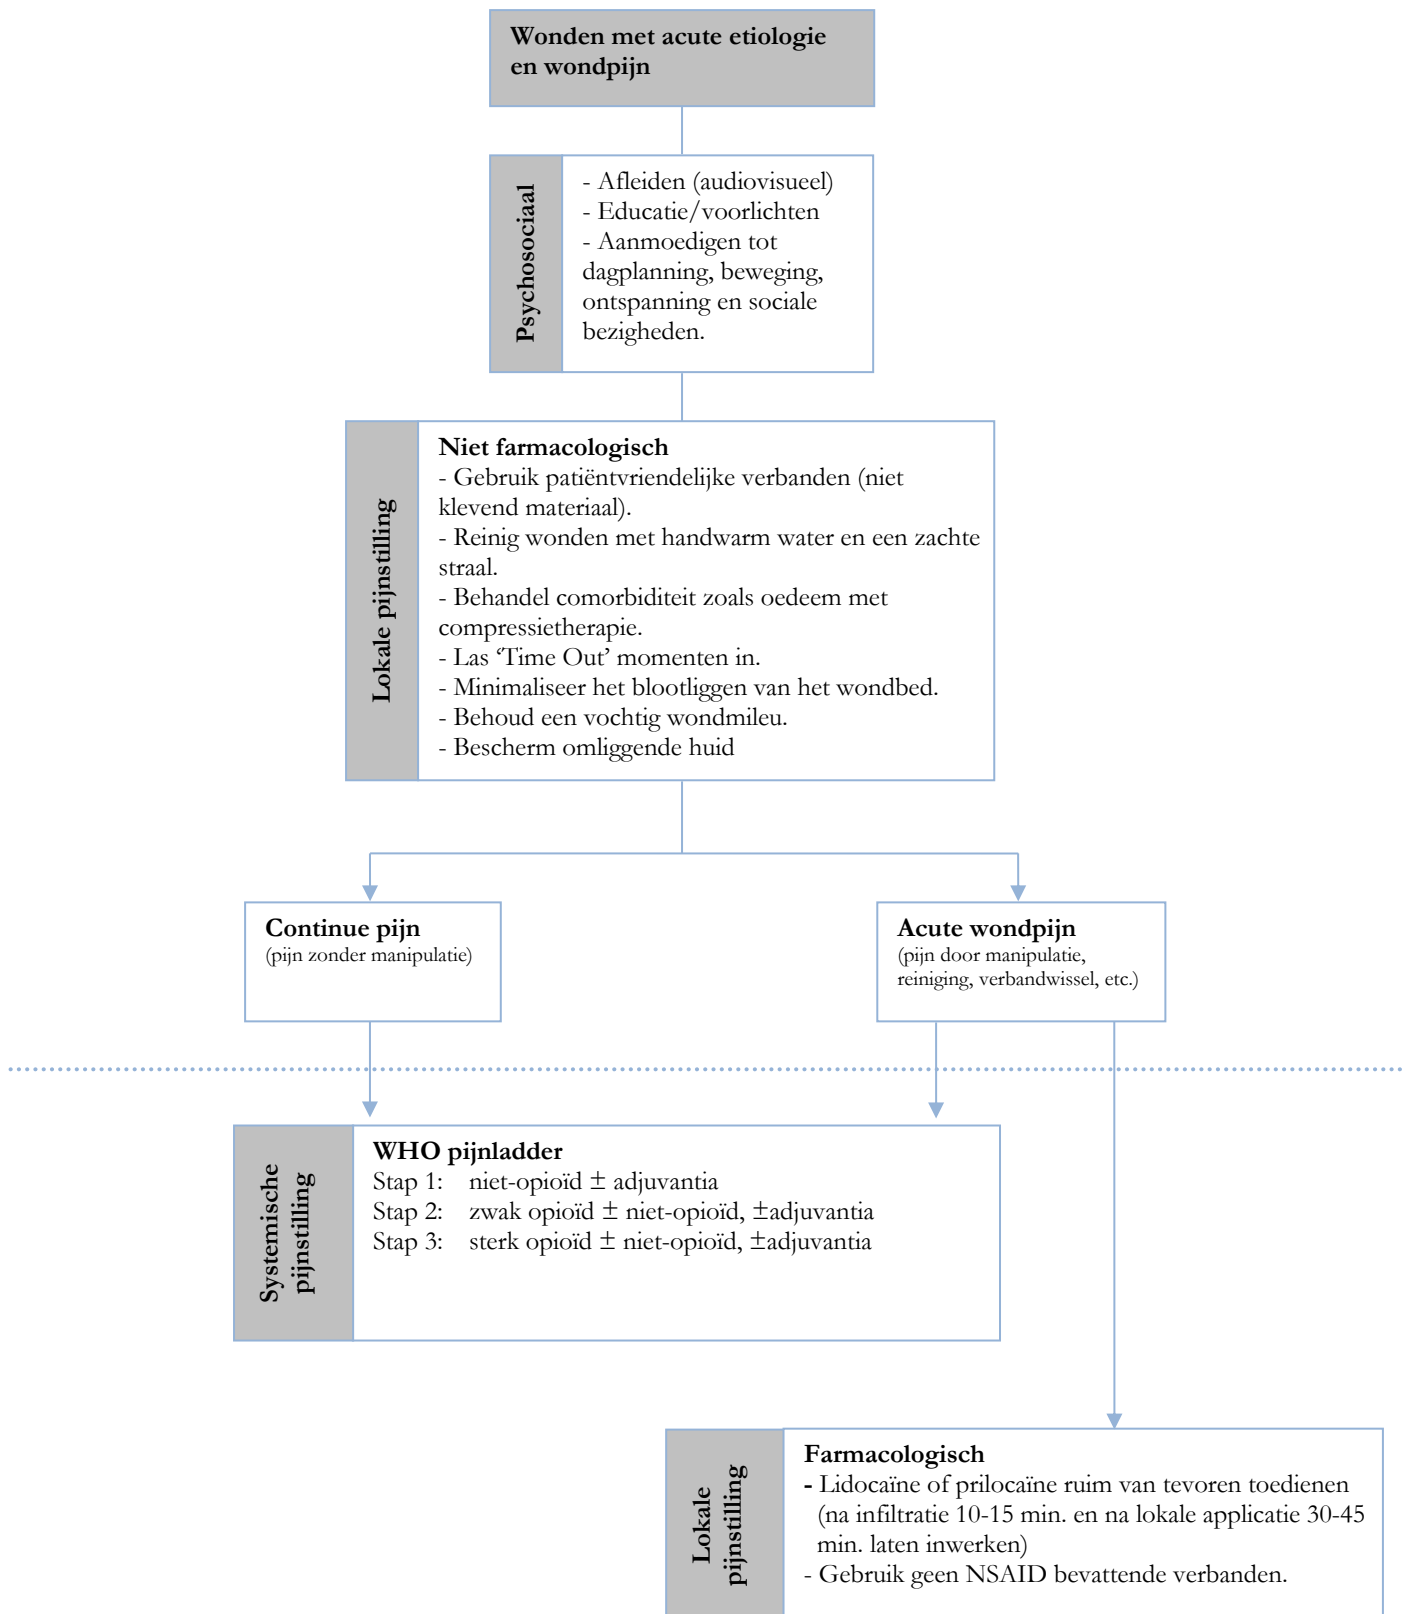 Wonden met acute etiologie
en wondpijn
Psychosociaal
- Afleiden (audiovisueel)
- Educatie/voorlichten
- Aanmoedigen tot
dagplanning, beweging,
ontspanning en sociale
bezigheden.
Lokale pijnstilling
Niet farmacologisch
- Gebruik patiëntvriendelijke verbanden (niet
klevend materiaal).
- Reinig wonden met handwarm water en een zachte
straal.
- Behandel comorbiditeit zoals oedeem met
compressietherapie.
- Las ‘Time Out’ momenten in.
- Minimaliseer het blootliggen van het wondbed.
- Behoud een vochtig wondmileu.
- Bescherm omliggende huid
Continue pijn
(pijn zonder manipulatie)
Acute wondpijn
(pijn door manipulatie,
reiniging, verbandwissel, etc.)
Systemische
pijnstilling
WHO pijnladder
Stap 1: niet-opioïd ± adjuvantia
Stap 2: zwak opioïd ± niet-opioïd, ±adjuvantia
Stap 3: sterk opioïd ± niet-opioïd, ±adjuvantia
Lokale
pijnstilling
Farmacologisch
- Lidocaïne of prilocaïne ruim van tevoren toedienen
(na infiltratie 10-15 min. en na lokale applicatie 30-45
min. laten inwerken)
- Gebruik geen NSAID bevattende verbanden.